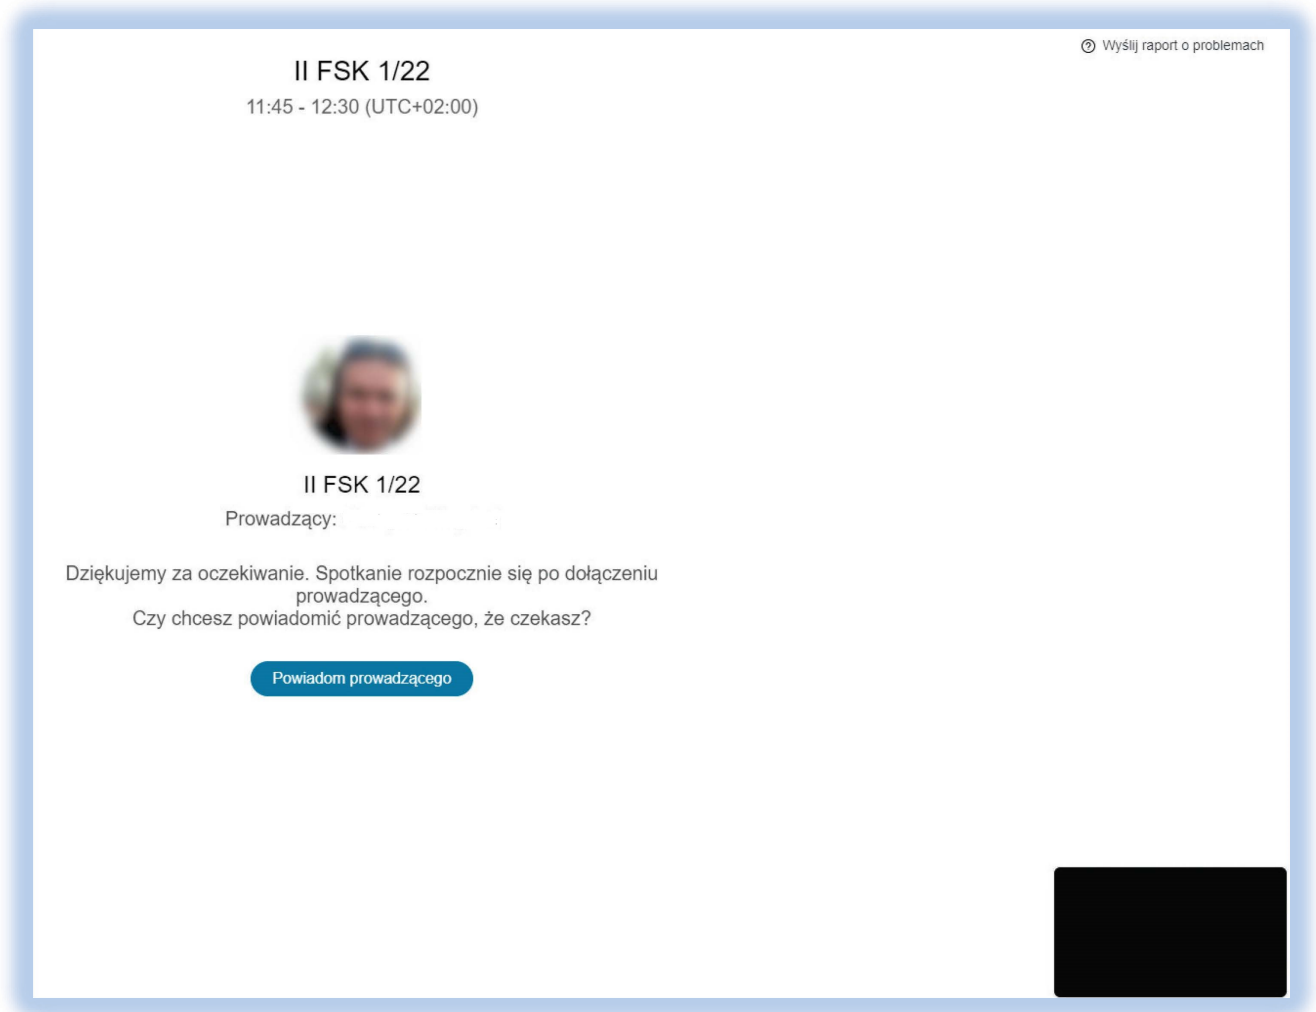 Wyślij raport o problemach
II FSK 1/22
11:45 - 12:30 (UTC+02:00)
II FSK 1/22
Prowadzący:
Dziękujemy za oczekiwanie. Spotkanie rozpocznie się po dołączeniu
prowadzącego.
Czy chcesz powiadomić prowadzącego, że czekasz?
Powiadom prowadzącego